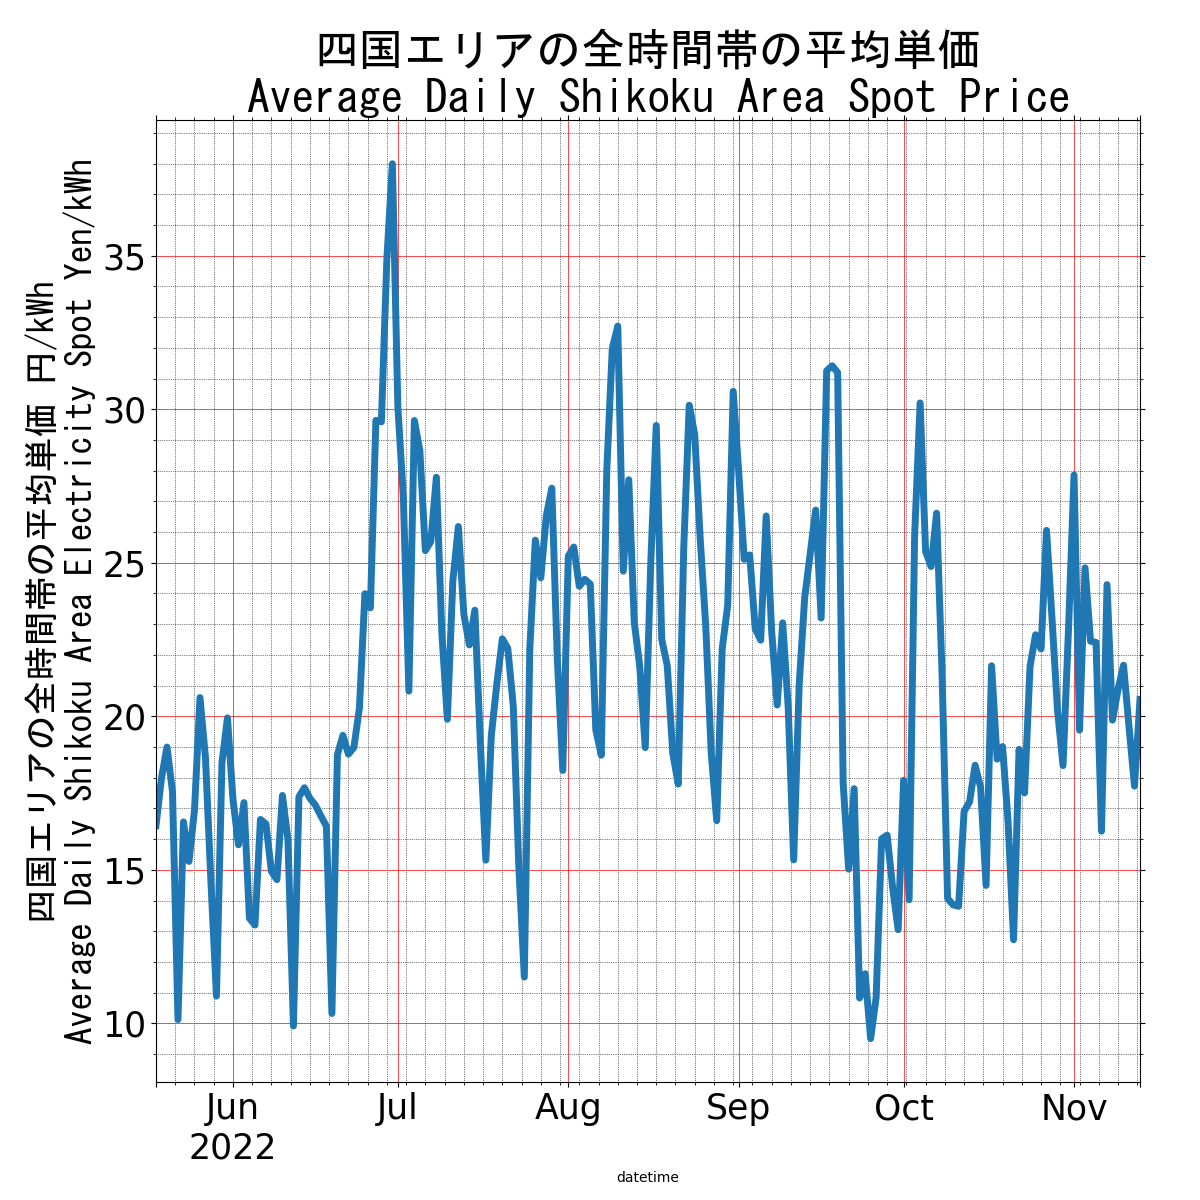 四国エリアの全時間帯の平均単価
Average Daily Shikoku Area Spot Price
四国エリアの全時間帯の平均単価 円/kWh
Average Daily Shikoku Area Electricity Spot Yen/kWh
35
30
25
20
15
10
Jun
2022
Jul
Aug
Sep
Oct
Nov
datetime